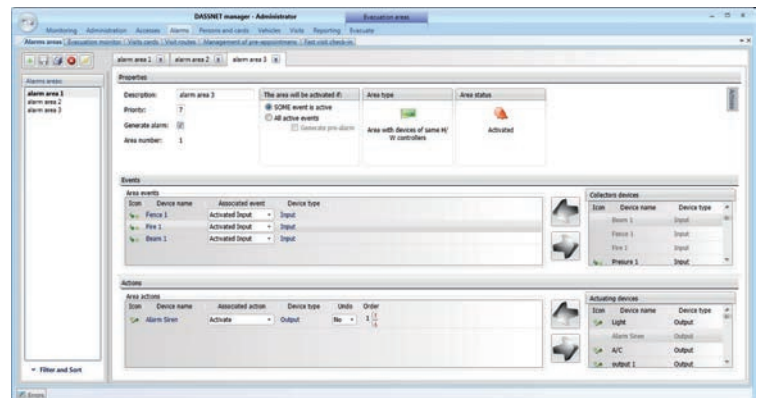 DASSNET manager - Administrator
Evaluation areas
Monitoring Administration Accesses Alarms Persons and cards Vehicles Visits Reporting Evacuate
Alarms areas Evacuation monitor Visits cards Visit routes Management of pre-appointments Fast visit check-in
alarm area 1 alarm area 2 alarm area 3
Alarms areas
alarm area 1
alarm area 2
alarm area 3
Filter and Sort
Properties
Actions
Description: alarm area 3
Priority: 7
Generate alarm:
Area number: 1
The area will be activated if:
SOME event is active
All active events
Generate pre-alarm
Area type
Area with devices of same H/
W controllers
Area status
Activated
Events
Area events
Icon Device name Associated event Device type
Fence 1 Activated Input Input
Fire 1 Activated Input Input
Beam 1 Activated Input Input
Collectors devices
Icon Device name Device type
Beam 1 Input
Fence 1 Input
Fire 1 Input
Presure 1 Input
Actions
Area actions
Icon Device name Associated action Device type Undo Order
Alarm Siren Activate Output No 1
Actuating devices
Icon Device name Device type
Light Output
Alarm Siren Output
A/C Output
output 1 Output
Errors